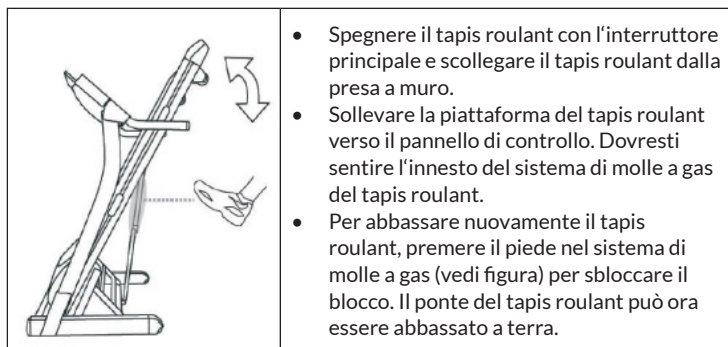 • Spegnere il tapis roulant con l'interruttore
principale e scollegare il tapis roulant dalla
presa a muro.
• Sollevare la piattaforma del tapis roulant
verso il pannello di controllo. Dovresti
sentire l'innesto del sistema di molle a gas
del tapis roulant.
• Per abbassare nuovamente il tapis
roulant, premere il piede nel sistema di
molle a gas (vedi figura) per sbloccare il
blocco. Il ponte del tapis roulant può ora
essere abbassato a terra.